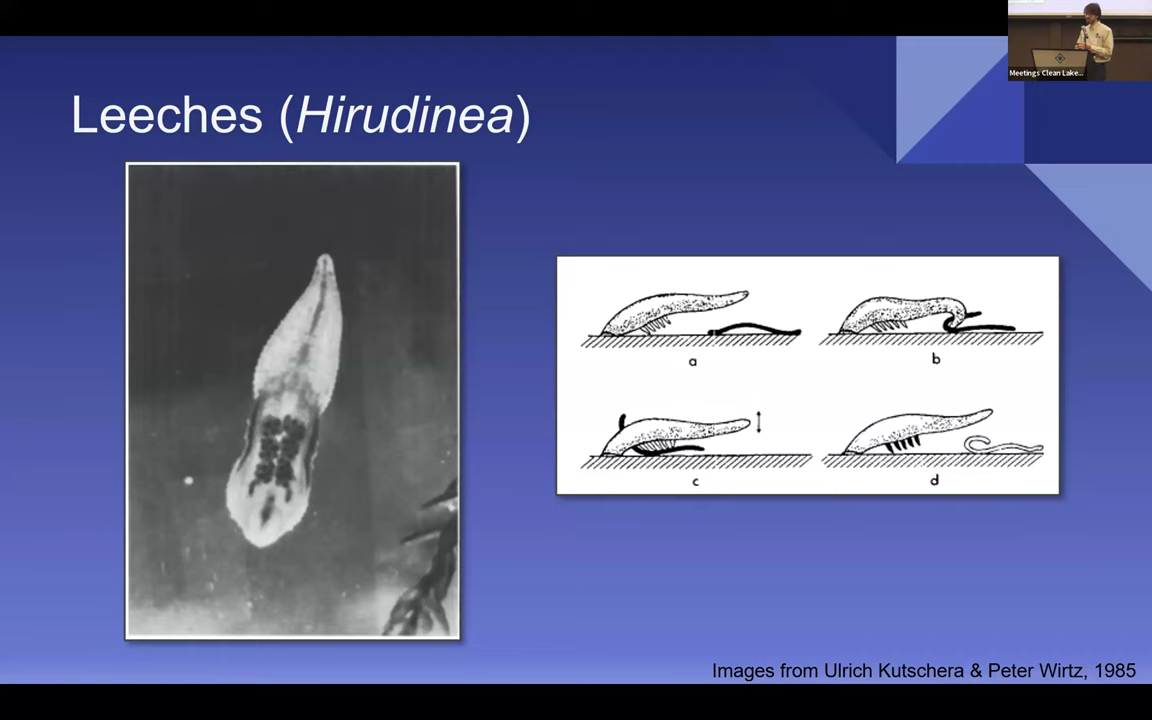 Meetings Clean Lake...
Leeches (Hirudinea)
a
b
c
d
Images from Ulrich Kutschera & Peter Wirtz, 1985